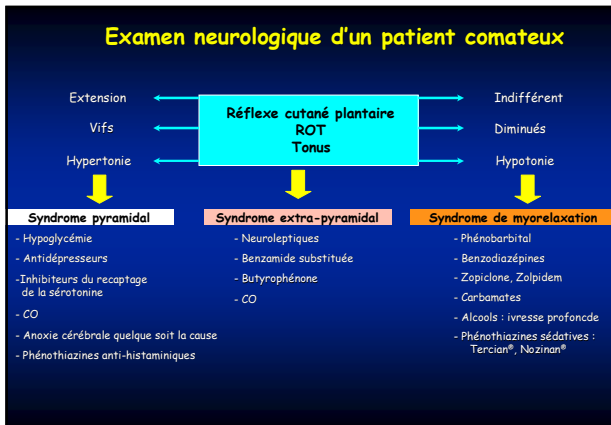 Examen neurologique d'un patient comateux
Extension
Vifs
Hypertonie
Réflexe cutané plantaire
ROT
Tonus
Indifférent
Diminués
Hypotonie
Syndrome pyramidal
- Hypoglycémie
- Antidépresseurs
-Inhibiteurs du recaptage
de la sérotonine
- CO
- Anoxie cérébrale quelque soit la cause
- Phénothiazines anti-histaminiques
Syndrome extra-pyramidal
- Neuroleptiques
- Benzamide substituée
- Butyrophénone
- CO
Syndrome de myorelaxation
- Phénobarbital
- Benzodiazépines
- Zopiclone, Zolpidem
- Carbamates
- Alcools : ivresse profoncde
- Phénothiazines sédatives :
Tercian®, Nozinan®